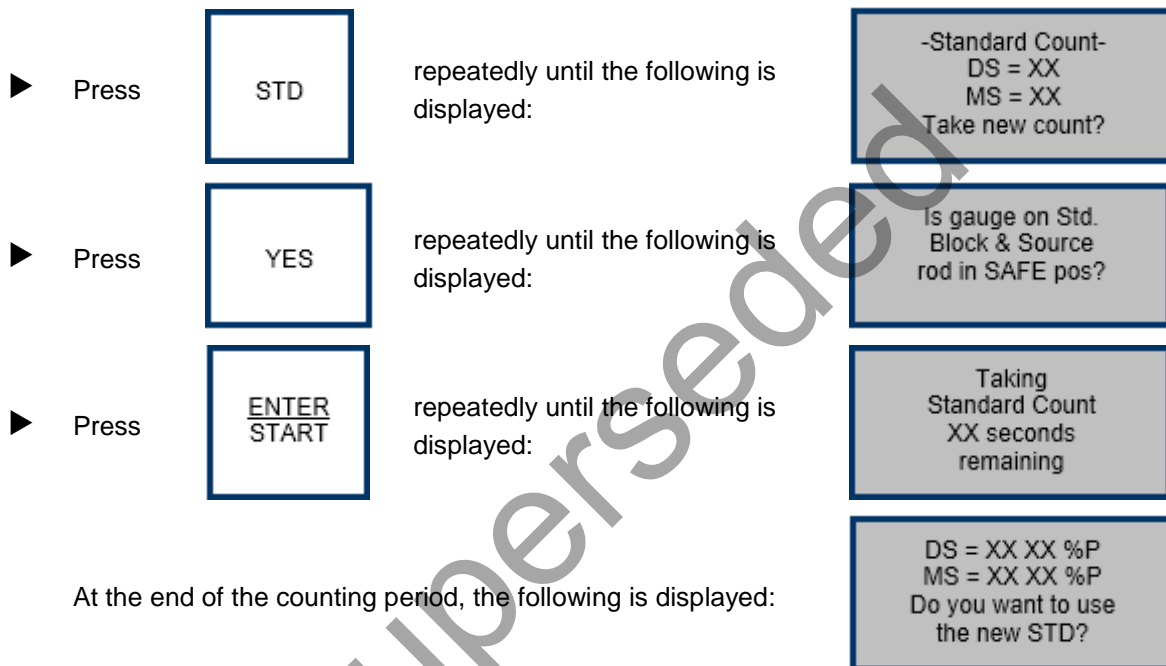 ▶ Press
STD
repeatedly until the following is
displayed:
-Standard Count-
DS = XX
MS = XX
Take new count?
▶ Press
YES
repeatedly until the following is
displayed:
Is gauge on Std.
Block & Source
rod in SAFE pos?
▶ Press
ENTER
START
repeatedly until the following is
displayed:
Taking
Standard Count
XX seconds
remaining
At the end of the counting period, the following is displayed:
DS = XX XX %P
MS = XX XX %P
Do you want to use
the new STD?
uperseded